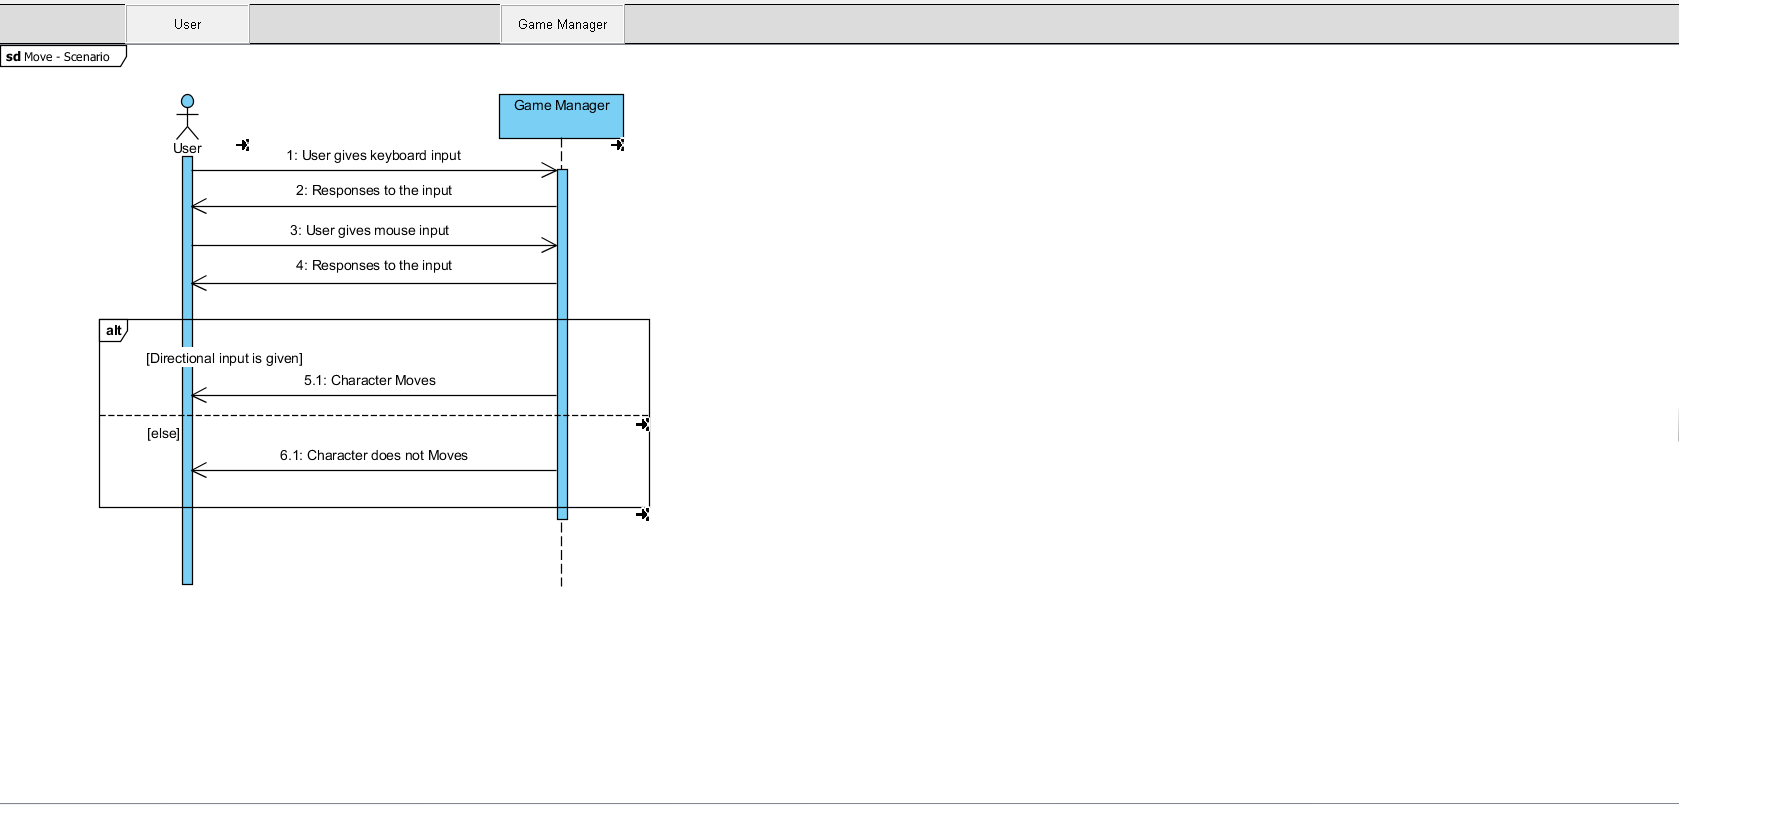 User
Game Manager
sd Move - Scenario
Game Manager
User
1: User gives keyboard input
2: Responses to the input
3: User gives mouse input
4: Responses to the input
alt
[Directional input is given]
5.1: Character Moves
[else]
6.1: Character does not Moves